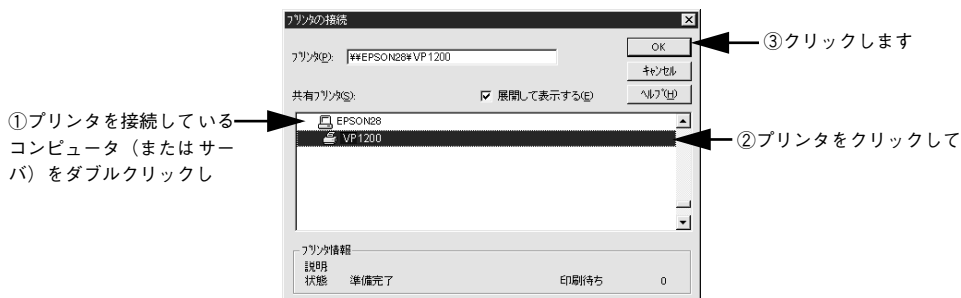 プリンタの接続
プリンタ(P): ¥¥EPSON28¥VP1200
OK
③クリックします
キャンセル
共有プリンタ(S):
展開して表示する(E)
ヘルプ(H)
①プリンタを接続している
コンピュータ（またはサー
バ）をダブルクリックし
EPSON28
VP1200
②プリンタをクリックして
プリンタ情報
説明
状態 準備完了 印刷待ち 0